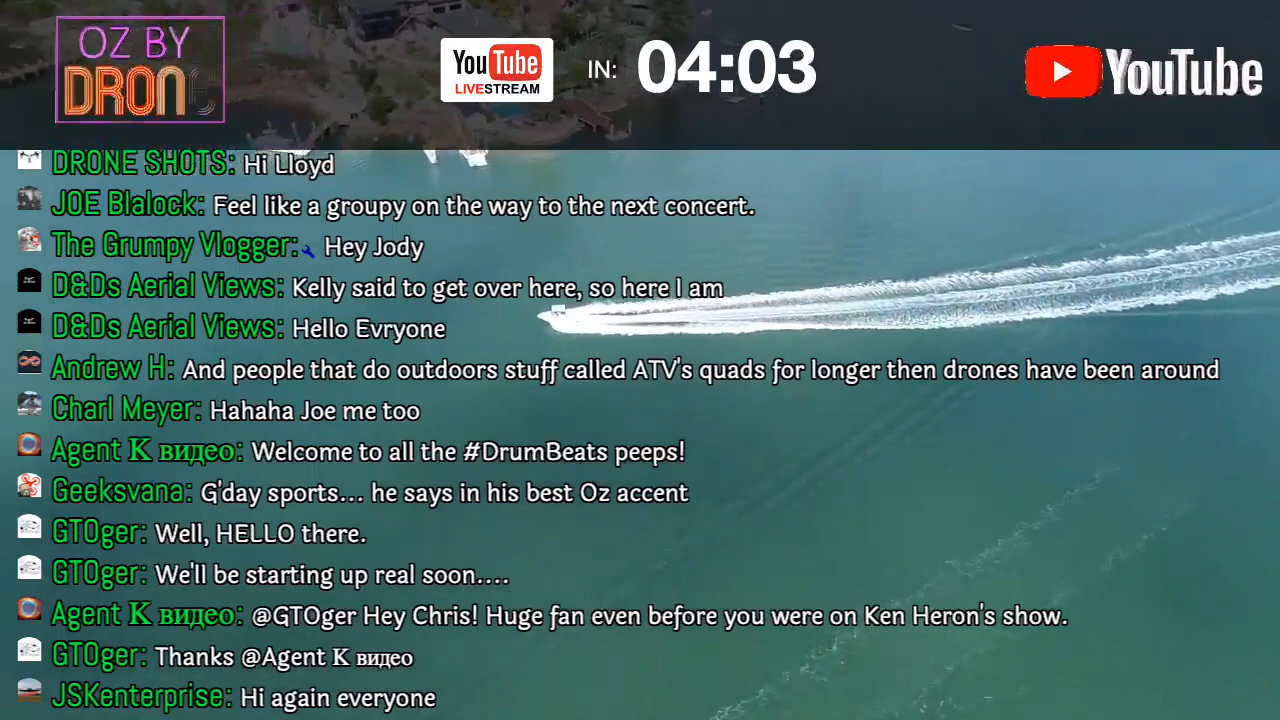 OZ BY
DRONE
YouTube
LIVESTREAM
IN: 04:03
YouTube
DRONE SHOTS: Hi Lloyd
JOE Blalock: Feel like a groupy on the way to the next concert.
The Grumpy Vlogger: Hey Jody
D&Ds Aerial Views: Kelly said to get over here, so here I am
D&Ds Aerial Views: Hello Evryone
Andrew H: And people that do outdoors stuff called ATV's quads for longer then drones have been around
Charl Meyer: Hahaha Joe me too
Agent K видео: Welcome to all the #DrumBeats peeps!
Geeksvana: G'day sports... he says in his best Oz accent
GTOger: Well, HELLO there.
GTOger: We'll be starting up real soon....
Agent K видео: @GTOger Hey Chris! Huge fan even before you were on Ken Heron's show.
GTOger: Thanks @Agent K видео
JSKenterprise: Hi again everyone